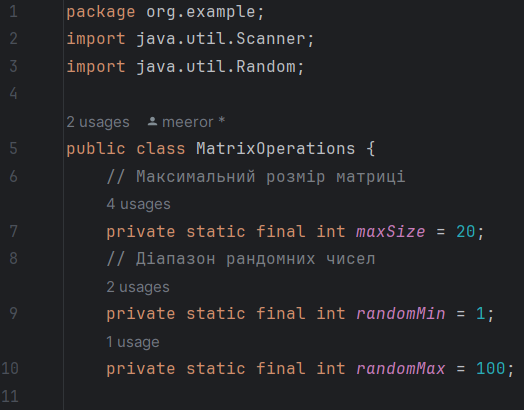 1 package org.example;
2 import java.util.Scanner;
3 import java.util.Random;
4
2 usages meeror *
5 public class MatrixOperations {
6 // Максимальний розмір матриці
4 usages
7 private static final int maxSize = 20;
8 // Діапазон рандомних чисел
2 usages
9 private static final int randomMin = 1;
1 usage
10 private static final int randomMax = 100;
11